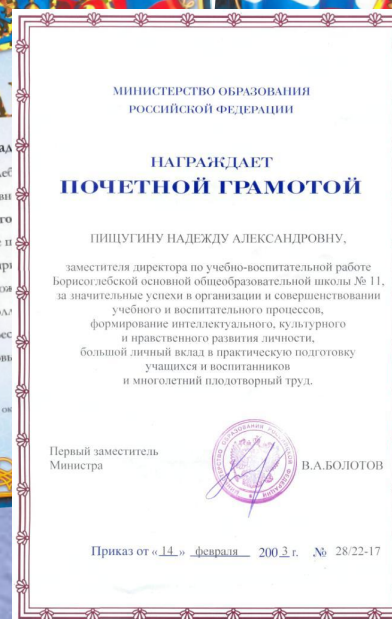 МИНИСТЕРСТВО ОБРАЗОВАНИЯ
РОССИЙСКОЙ ФЕДЕРАЦИИ
НАГРАЖДАЕТ
ПОЧЕТНОЙ ГРАМОТОЙ
ПИЩУГИНУ НАДЕЖДУ АЛЕКСАНДРОВНУ,
заместителя директора по учебно-воспитательной работе
Борисоглебской основной общеобразовательной школы № 11,
за значительные успехи в организации и совершенствовании
учебного и воспитательного процессов,
формирование интеллектуального, культурного
и нравственного развития личности,
большой личный вклад в практическую подготовку
учащихся и воспитанников
и многолетний плодотворный труд.
Первый заместитель
Министра
В.А.БОЛОТОВ
Приказ от « 14 » февраля 200 3 г. № 28/22-17